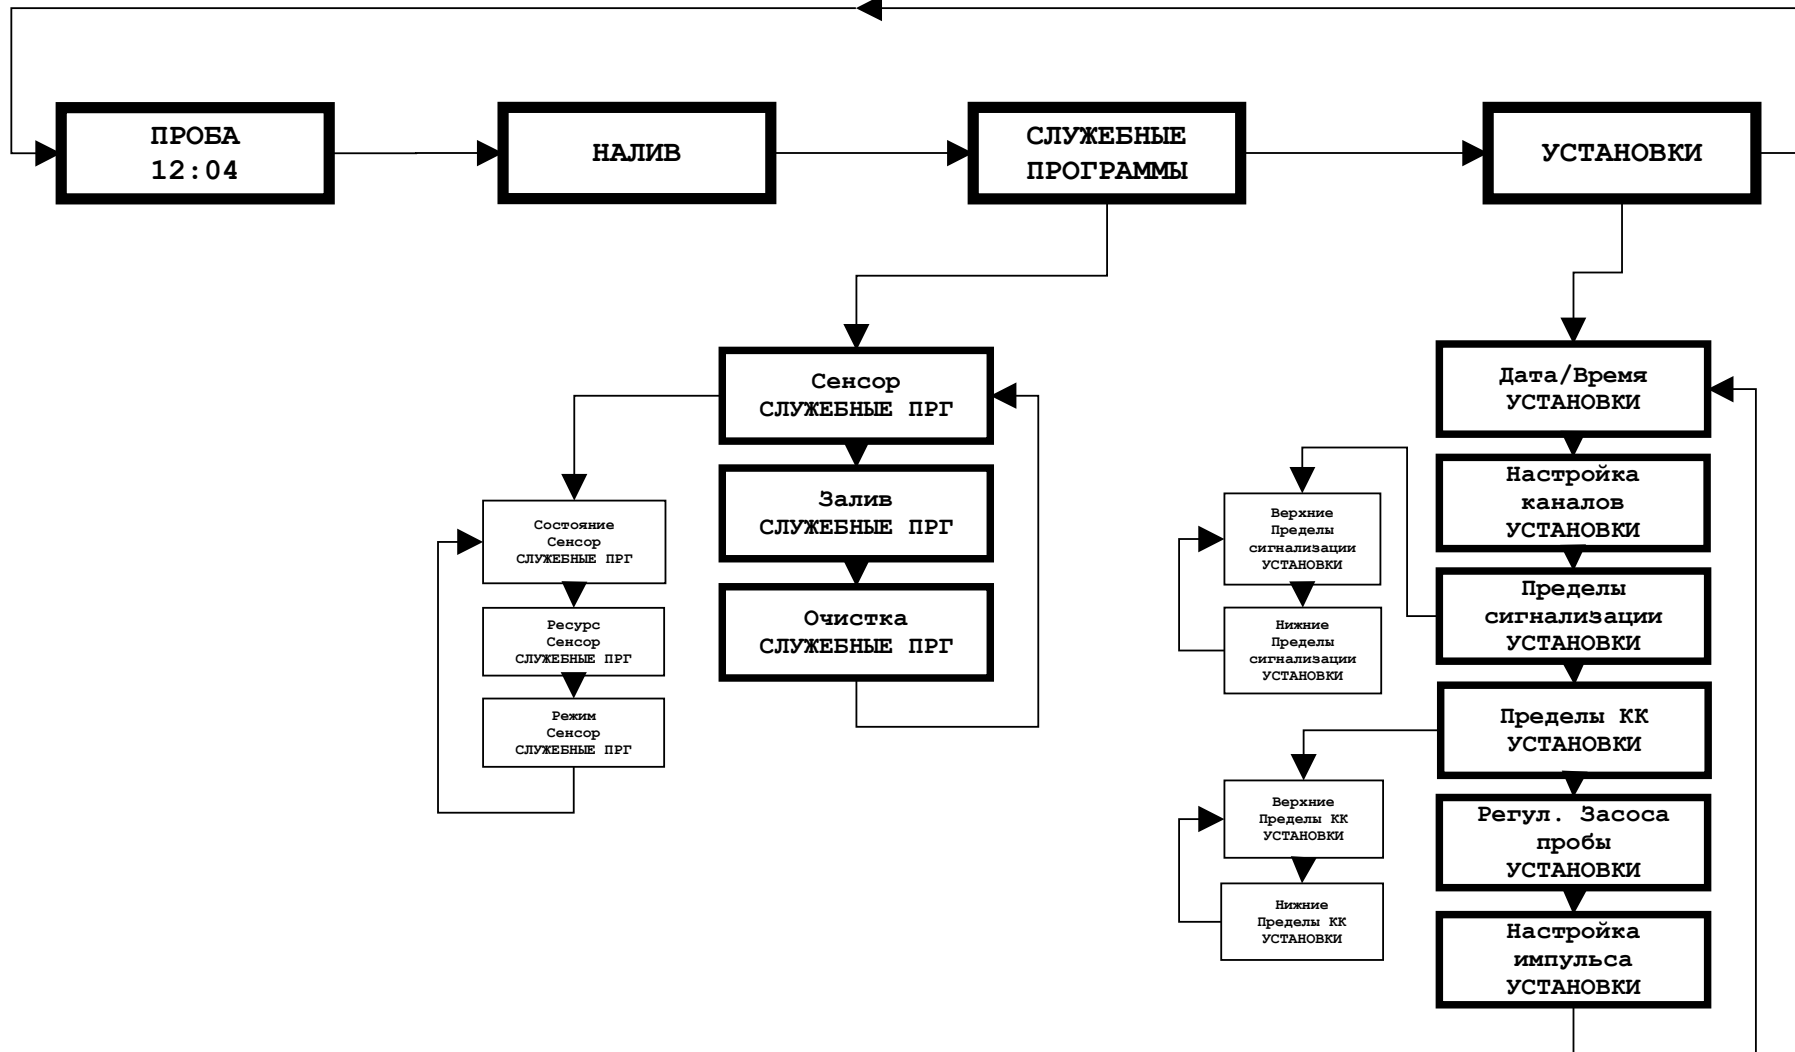 ПРОБА
12:04
НАЛИВ
СЛУЖЕБНЫЕ
ПРОГРАММЫ
УСТАНОВКИ
Сенсор
СЛУЖЕБНЫЕ ПРГ
Залив
СЛУЖЕБНЫЕ ПРГ
Очистка
СЛУЖЕБНЫЕ ПРГ
Состояние
Сенсор
СЛУЖЕБНЫЕ ПРГ
Ресурс
Сенсор
СЛУЖЕБНЫЕ ПРГ
Режим
Сенсор
СЛУЖЕБНЫЕ ПРГ
Дата/Время
УСТАНОВКИ
Настройка
каналов
УСТАНОВКИ
Пределы
сигнализации
УСТАНОВКИ
Пределы КК
УСТАНОВКИ
Регул. Засоса
пробы
УСТАНОВКИ
Настройка
импульса
УСТАНОВКИ
Верхние
Пределы
сигнализации
УСТАНОВКИ
Нижние
Пределы
сигнализации
УСТАНОВКИ
Верхние
Пределы КК
УСТАНОВКИ
Нижние
Пределы КК
УСТАНОВКИ